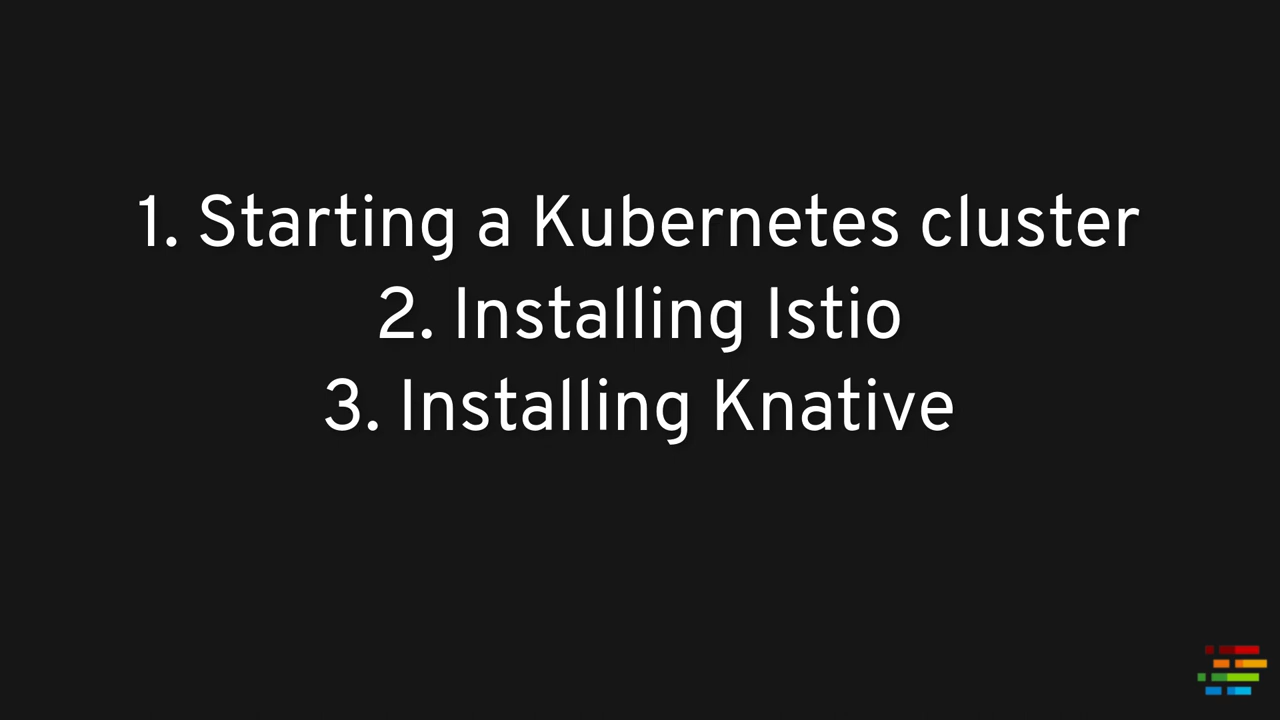 1. Starting a Kubernetes cluster
2. Installing Istio
3. Installing Knative